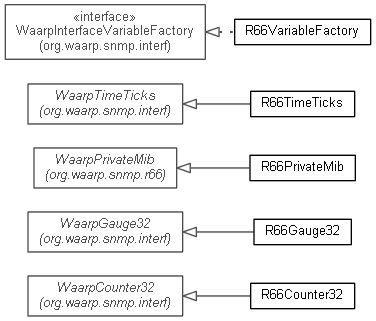 «interface»
WaarpInterfaceVariableFactory
(org.waarp.snmp.interf)
R66VariableFactory
WaarpTimeTicks
(org.waarp.snmp.interf)
R66TimeTicks
WaarpPrivateMib
(org.waarp.snmp.r66)
R66PrivateMib
WaarpGauge32
(org.waarp.snmp.interf)
R66Gauge32
WaarpCounter32
(org.waarp.snmp.interf)
R66Counter32